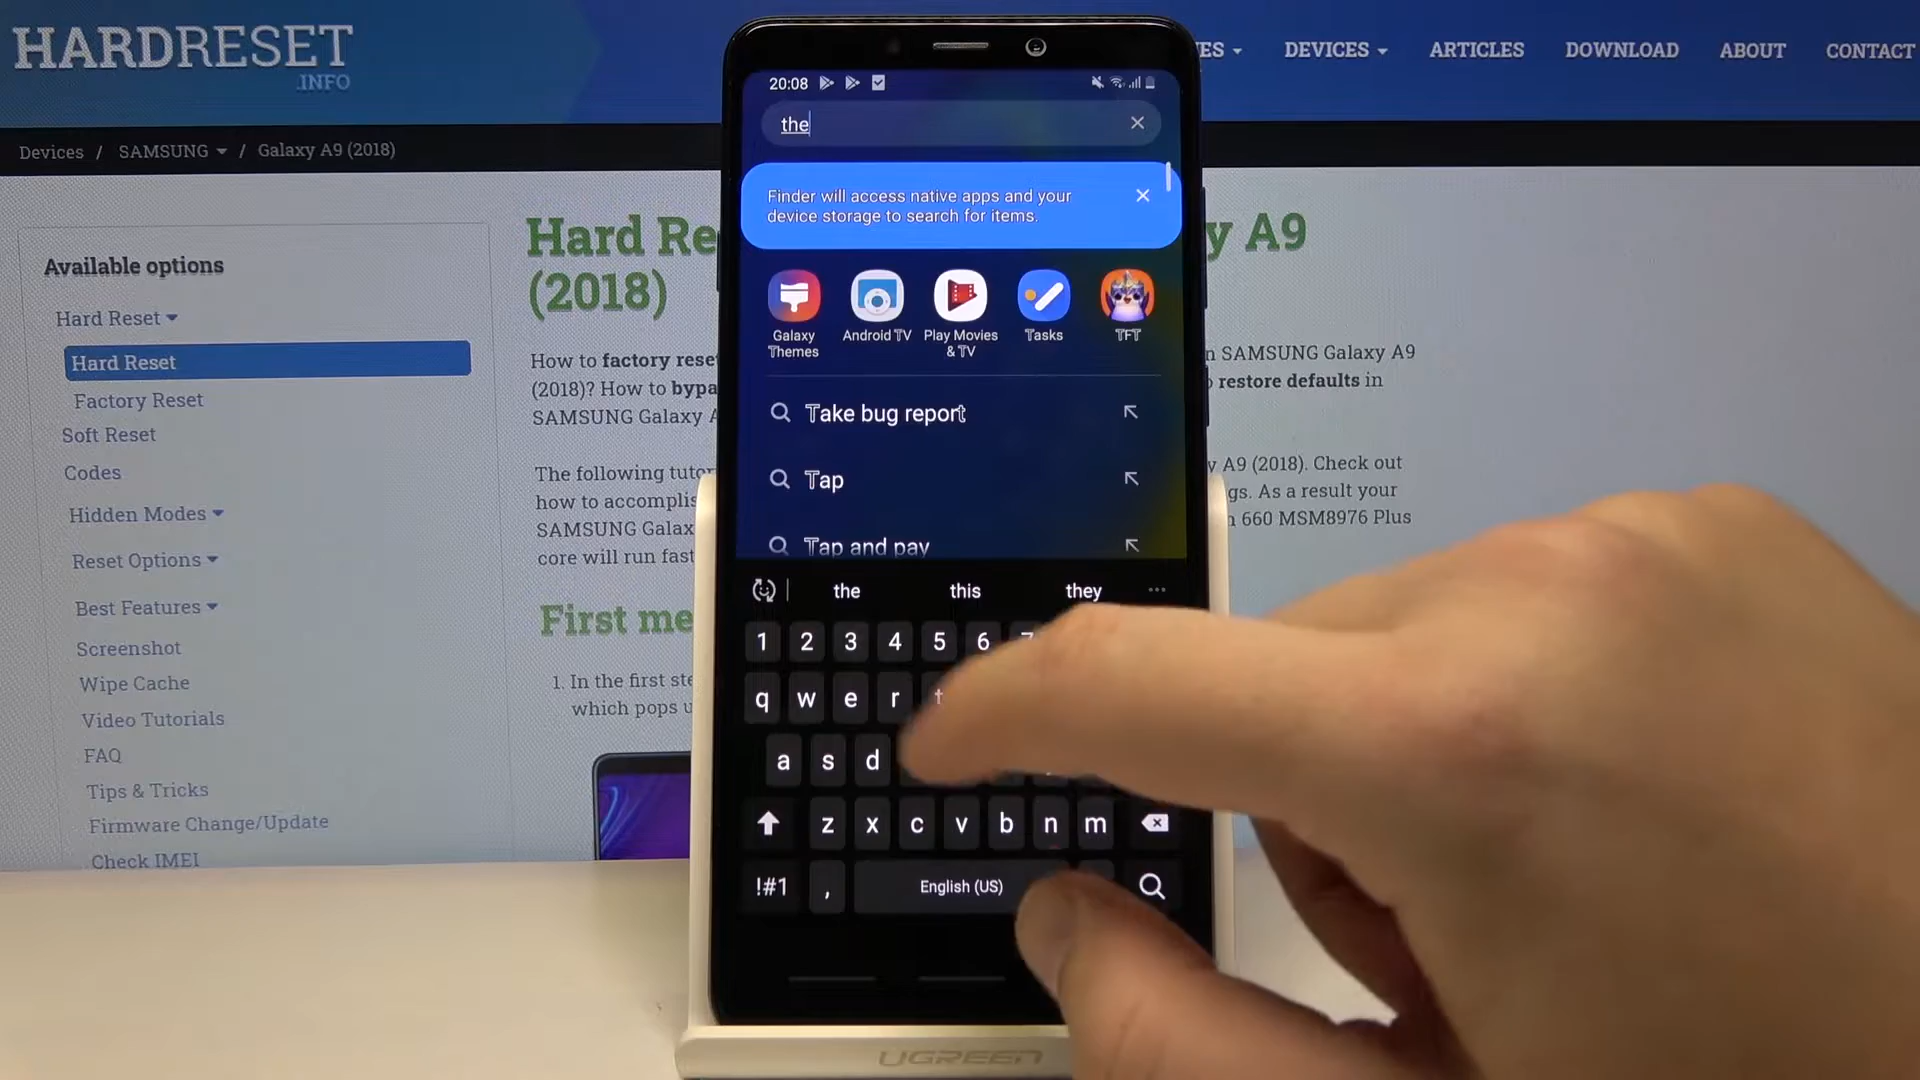 HARDRESET
.INFO
ES
DEVICES
ARTICLES
DOWNLOAD
ABOUT
CONTACT
Devices / SAMSUNG / Galaxy A9 (2018)
Available options
Hard Reset
Hard Reset
Factory Reset
Soft Reset
Codes
Hidden Modes
Reset Options
Best Features
Screenshot
Wipe Cache
Video Tutorials
FAQ
Tips & Tricks
Firmware Change/Update
Check IMEI
Hard Re
y A9
(2018)
How to factory reset
n SAMSUNG Galaxy A9
(2018)? How to bypa
restore defaults in
SAMSUNG Galaxy A
The following tutor
y A9 (2018). Check out
how to accomplis
gs. As a result your
SAMSUNG Galax
660 MSM8976 Plus
core will run fast
First me
1. In the first ste
which pops u
20:08
the
Finder will access native apps and your
device storage to search for items.
Galaxy
Themes
Android TV
Play Movies
& TV
Tasks
TFT
Take bug report
Tap
Tap and pay
the this they ...
1 2 3 4 5 6 7
q w e r t
a s d
z x c v b n m
!#1 , English (US)
UGREEN